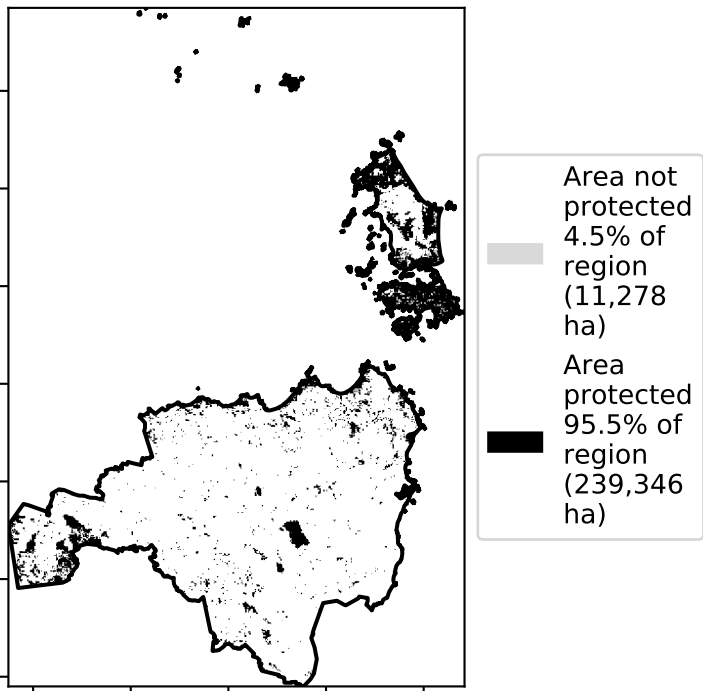 Area not
protected
4.5% of
region
(11,278
ha)
Area
protected
95.5% of
region
(239,346
ha)